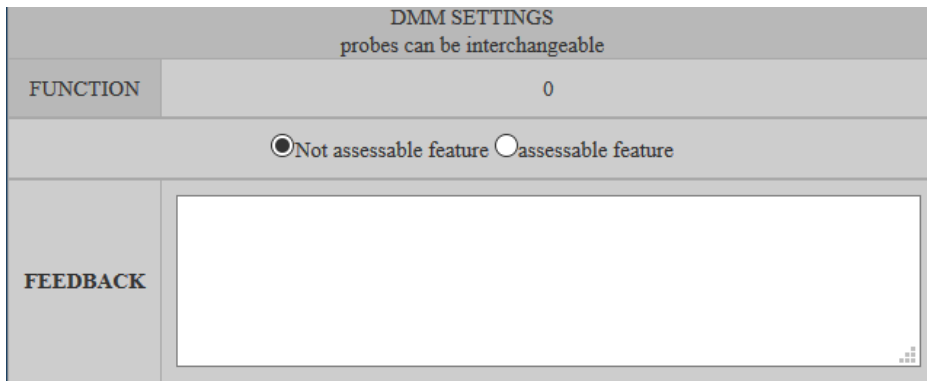 DMM SETTINGS
probes can be interchangeable
FUNCTION 0
Not assessable feature assessable feature
FEEDBACK